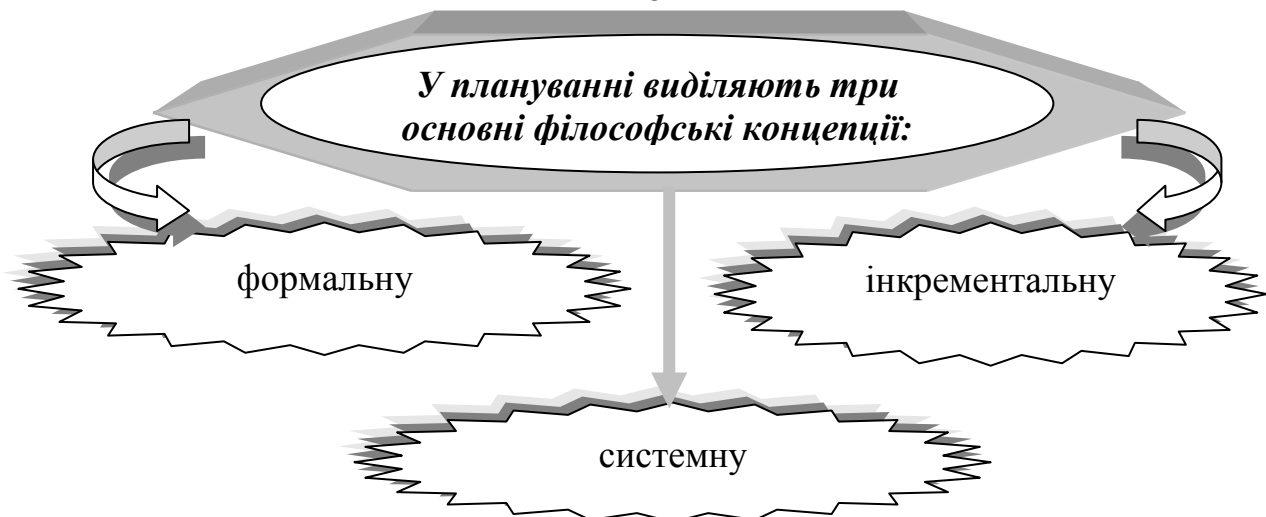 У плануванні виділяють три
основні філософські концепції:
формальну
інкрементальну
системну